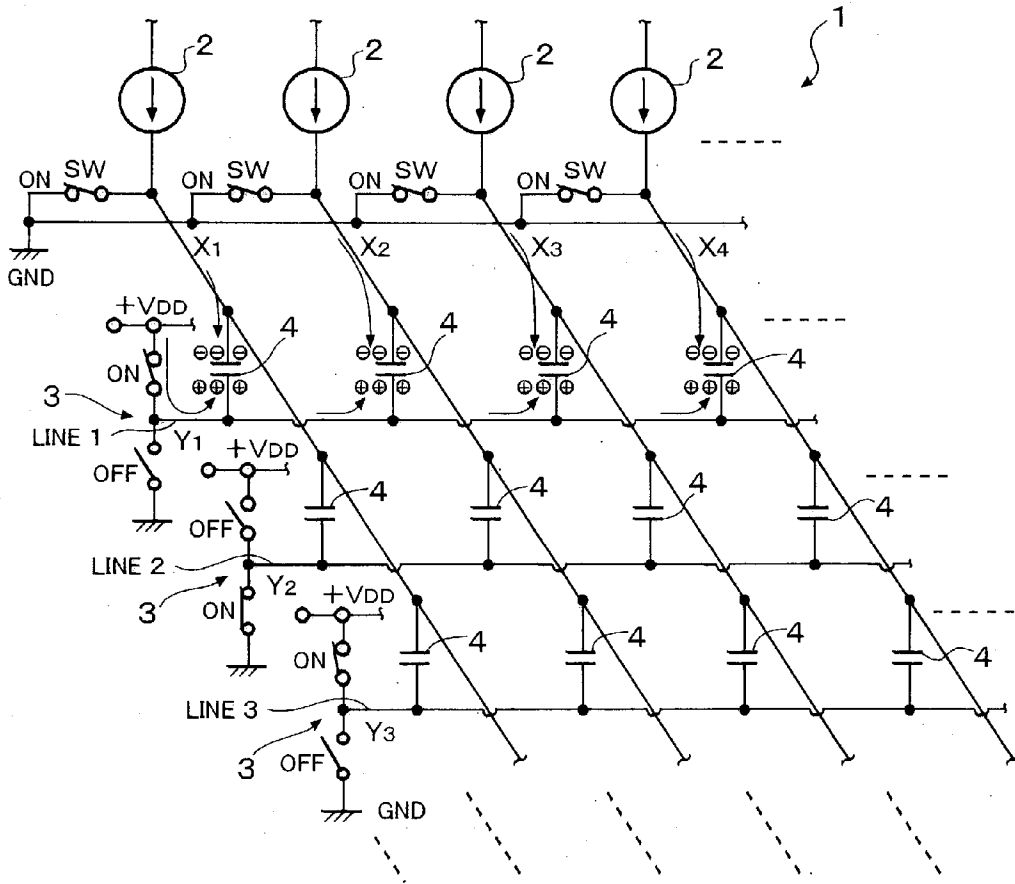 1
2 2 2 2
ON SW ON SW ON SW ON SW
GND
X1 X2 X3 X4
+VDD
4 4 4 4
ON
3
LINE 1
Y1
OFF
⊖⊖⊖ ⊖⊖⊖ ⊖⊖⊖ ⊖⊖⊖
⊕⊕⊕ ⊕⊕⊕ ⊕⊕⊕ ⊕⊕⊕
+VDD
4 4 4 4
OFF
LINE 2
Y2
3
ON
+VDD
4 4 4 4
ON
LINE 3
Y3
3
OFF
GND